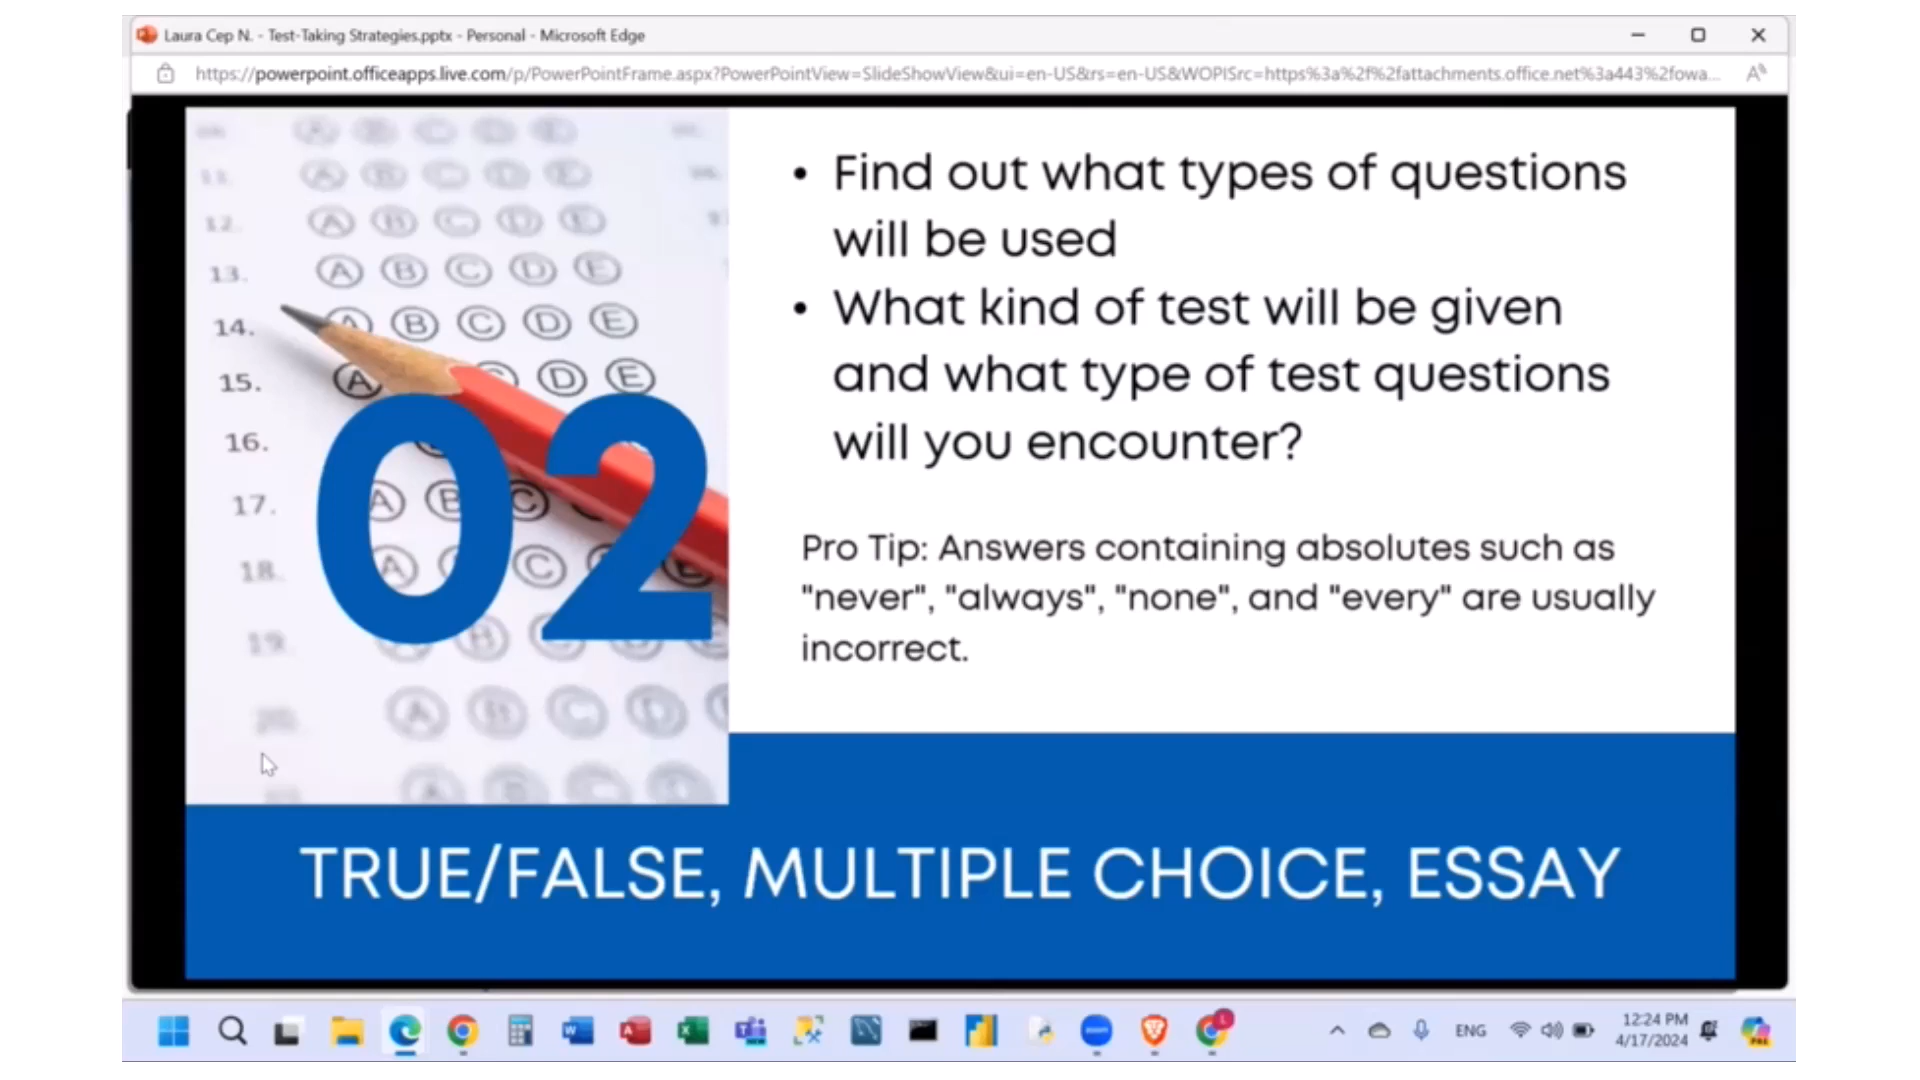 Laura Cep N. - Test-Taking Strategies.pptx - Personal - Microsoft Edge
https://powerpoint.officeapps.live.com/p/PowerPointFrame.aspx?PowerPointView=SlideShowView&ui=en-US&rs=en-US&WOPISrc=https%3a%2f%2fattachments.office.net%3a443%2fowa...
12. A B C D E
13. A B C D E
14. A B C D E
15. A D E
16.
17. A B C
18. A C E
19. B
A B C D
02
• Find out what types of questions
will be used
• What kind of test will be given
and what type of test questions
will you encounter?
Pro Tip: Answers containing absolutes such as
"never", "always", "none", and "every" are usually
incorrect.
TRUE/FALSE, MULTIPLE CHOICE, ESSAY
ENG
12:24 PM
4/17/2024